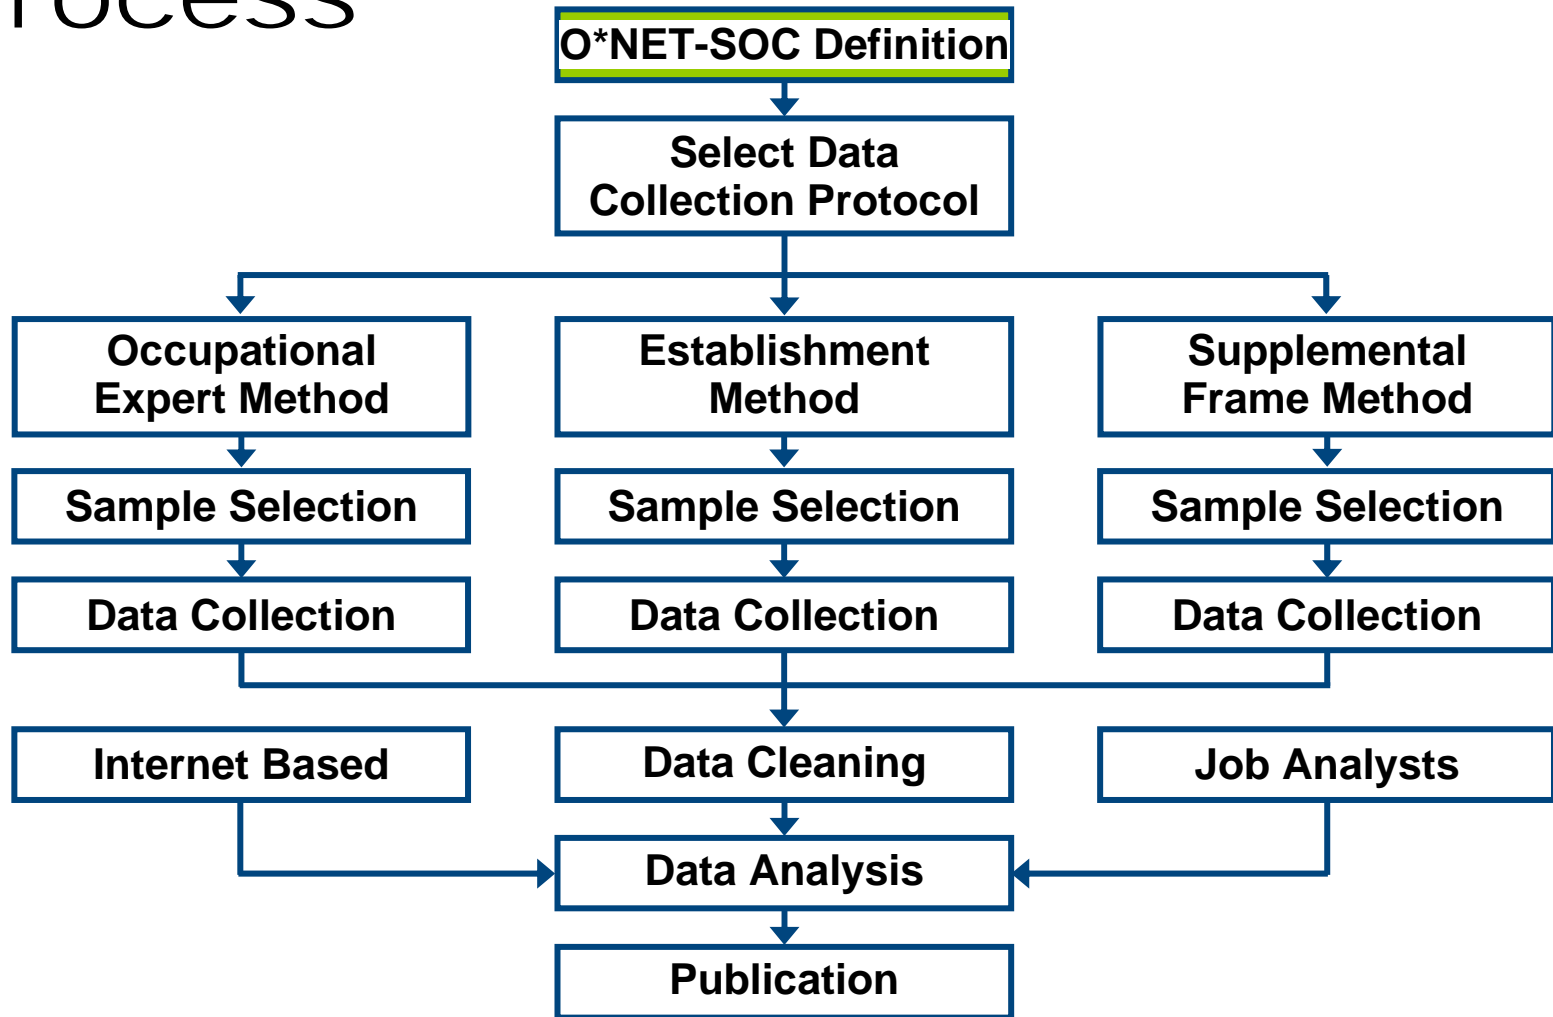 rocess
O*NET-SOC Definition
Select Data
Collection Protocol
Occupational
Expert Method
Establishment
Method
Supplemental
Frame Method
Sample Selection
Sample Selection
Sample Selection
Data Collection
Data Collection
Data Collection
Internet Based
Data Cleaning
Job Analysts
Data Analysis
Publication